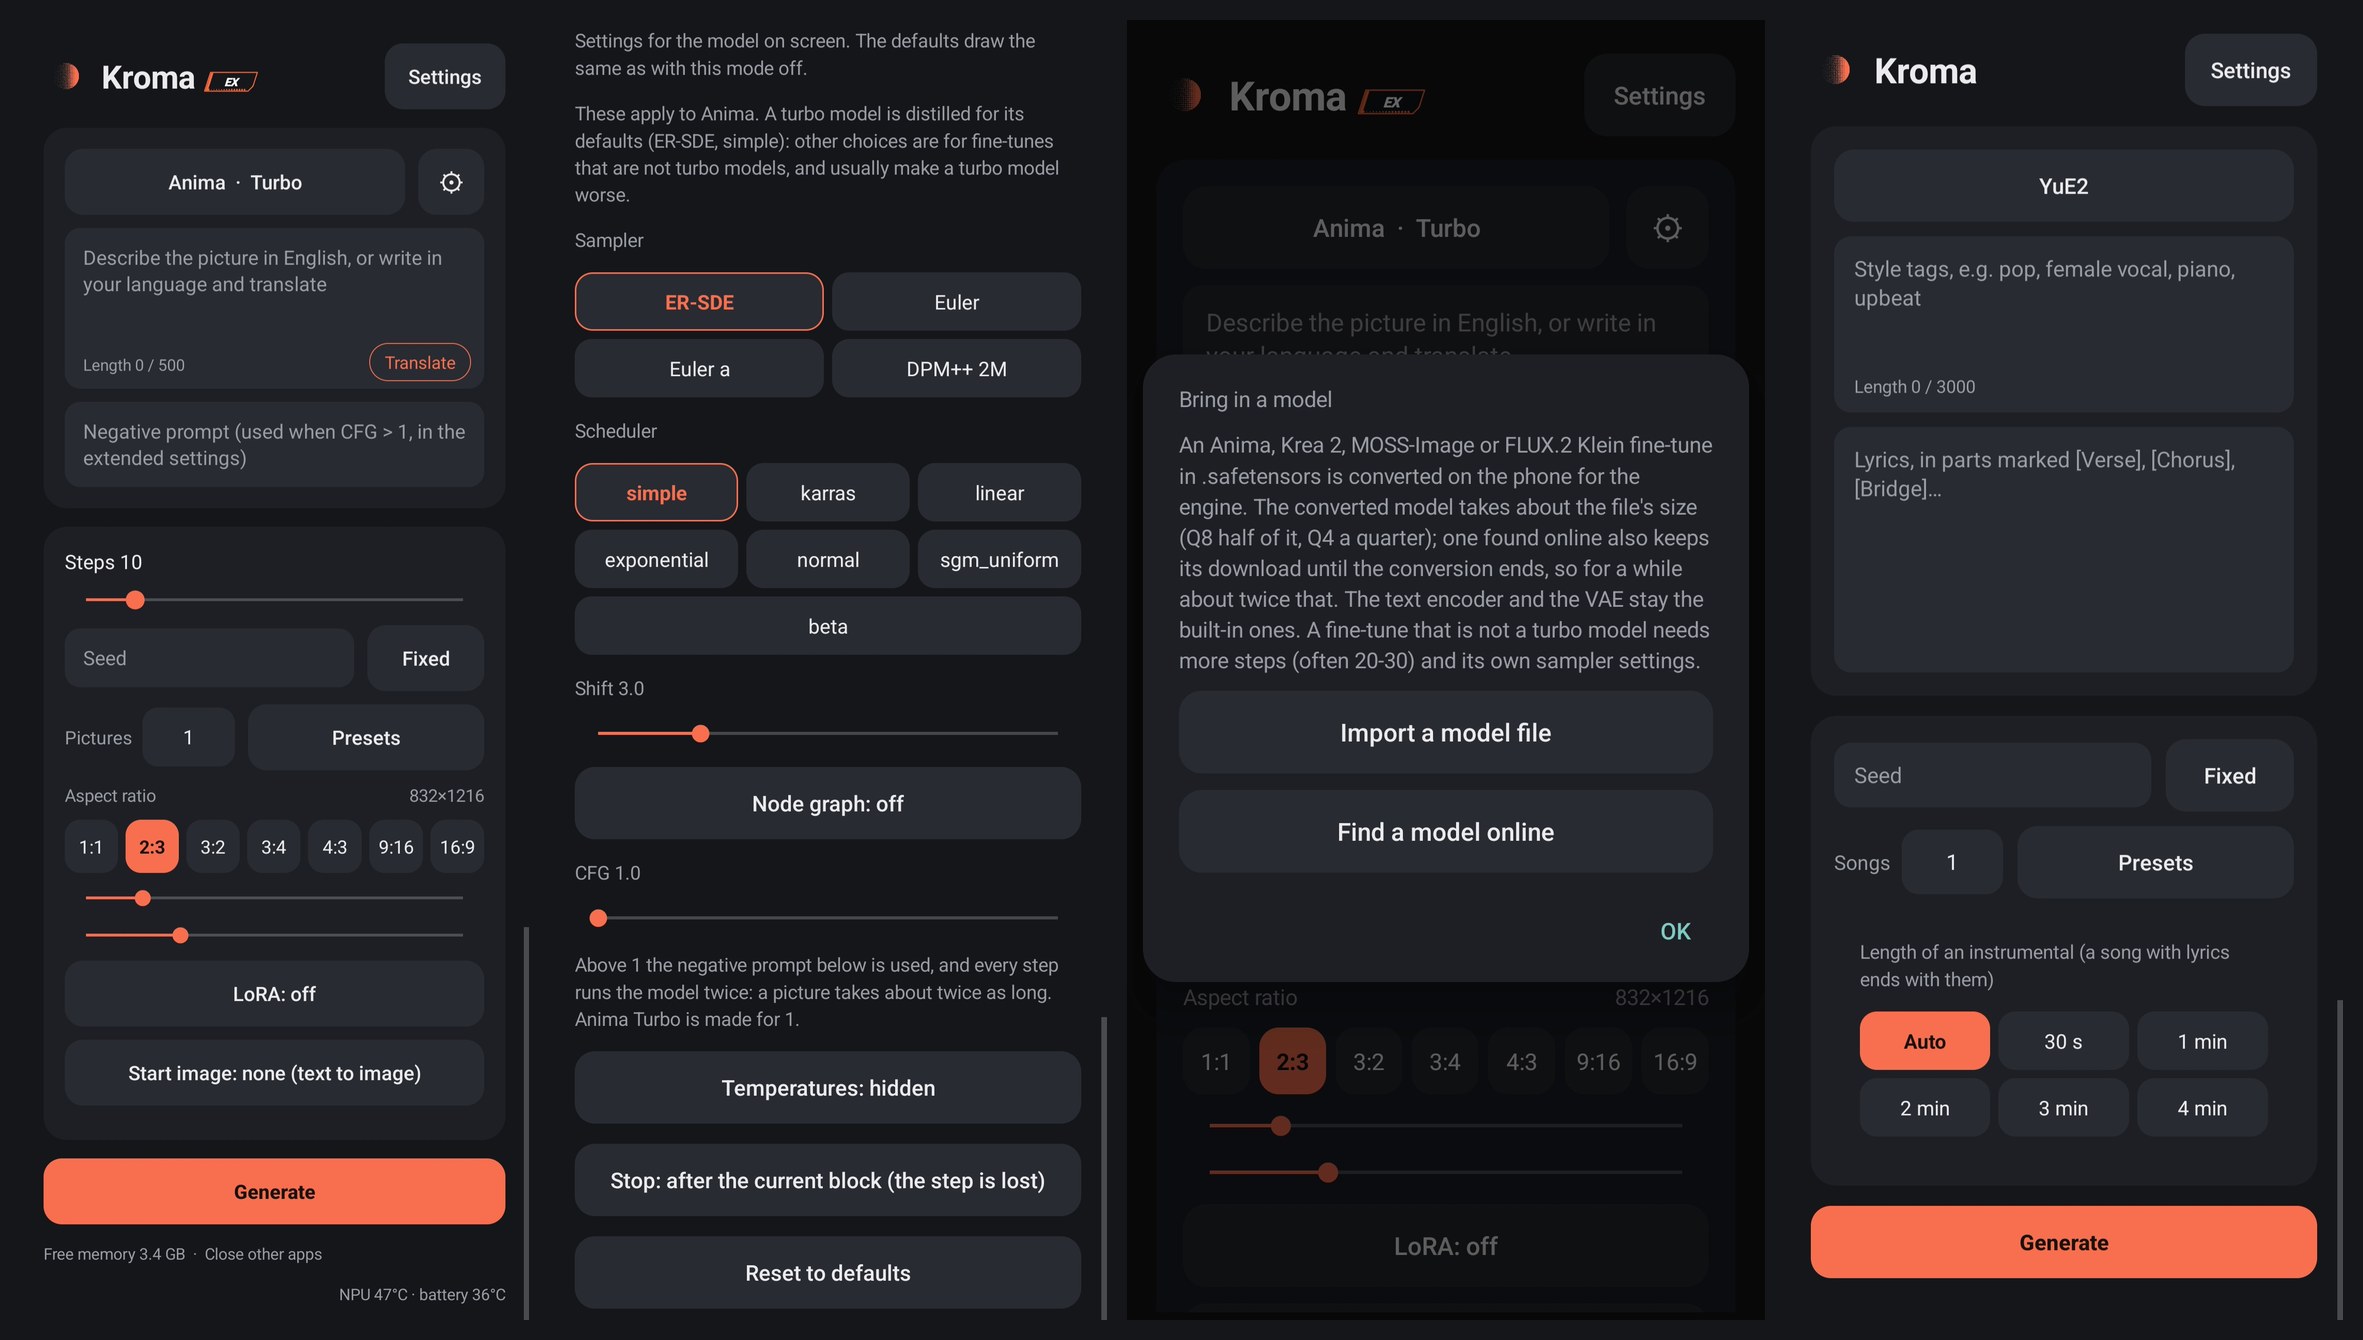 Kroma EX
Settings
Anima · Turbo
Describe the picture in English, or write in
your language and translate
Length 0 / 500
Translate
Negative prompt (used when CFG > 1, in the
extended settings)
Steps 10
Seed
Fixed
Pictures
1
Presets
Aspect ratio
832×1216
1:1
2:3
3:2
3:4
4:3
9:16
16:9
LoRA: off
Start image: none (text to image)
Generate
Free memory 3.4 GB · Close other apps
NPU 47°C · battery 36°C
Settings for the model on screen. The defaults draw the
same as with this mode off.
These apply to Anima. A turbo model is distilled for its
defaults (ER-SDE, simple): other choices are for fine-tunes
that are not turbo models, and usually make a turbo model
worse.
Sampler
ER-SDE
Euler
Euler a
DPM++ 2M
Scheduler
simple
karras
linear
exponential
normal
sgm_uniform
beta
Shift 3.0
Node graph: off
CFG 1.0
Above 1 the negative prompt below is used, and every step
runs the model twice: a picture takes about twice as long.
Anima Turbo is made for 1.
Temperatures: hidden
Stop: after the current block (the step is lost)
Reset to defaults
Kroma EX
Settings
Anima · Turbo
Describe the picture in English, or write in
your language and translate
Bring in a model
An Anima, Krea 2, MOSS-Image or FLUX.2 Klein fine-tune
in .safetensors is converted on the phone for the
engine. The converted model takes about the file's size
(Q8 half of it, Q4 a quarter); one found online also keeps
its download until the conversion ends, so for a while
about twice that. The text encoder and the VAE stay the
built-in ones. A fine-tune that is not a turbo model needs
more steps (often 20-30) and its own sampler settings.
Import a model file
Find a model online
OK
Aspect ratio
832×1216
1:1
2:3
3:2
3:4
4:3
9:16
16:9
LoRA: off
Kroma
Settings
YuE2
Style tags, e.g. pop, female vocal, piano,
upbeat
Length 0 / 3000
Lyrics, in parts marked [Verse], [Chorus],
[Bridge]…
Seed
Fixed
Songs
1
Presets
Length of an instrumental (a song with lyrics
ends with them)
Auto
30 s
1 min
2 min
3 min
4 min
Generate